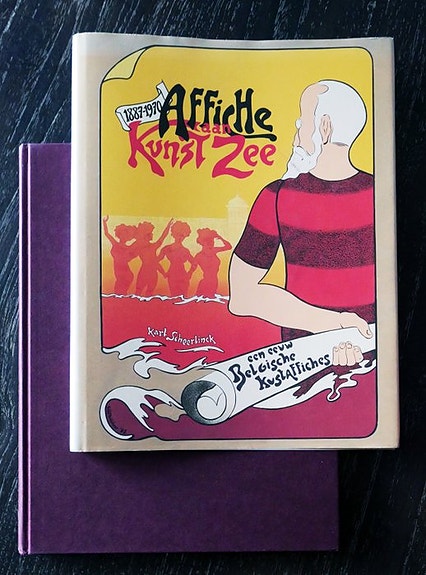 1887-1970
AfficHe
aan
Kunst Zee
Karl Scheerlinck
een eeuw
BelGische
KustAffiches